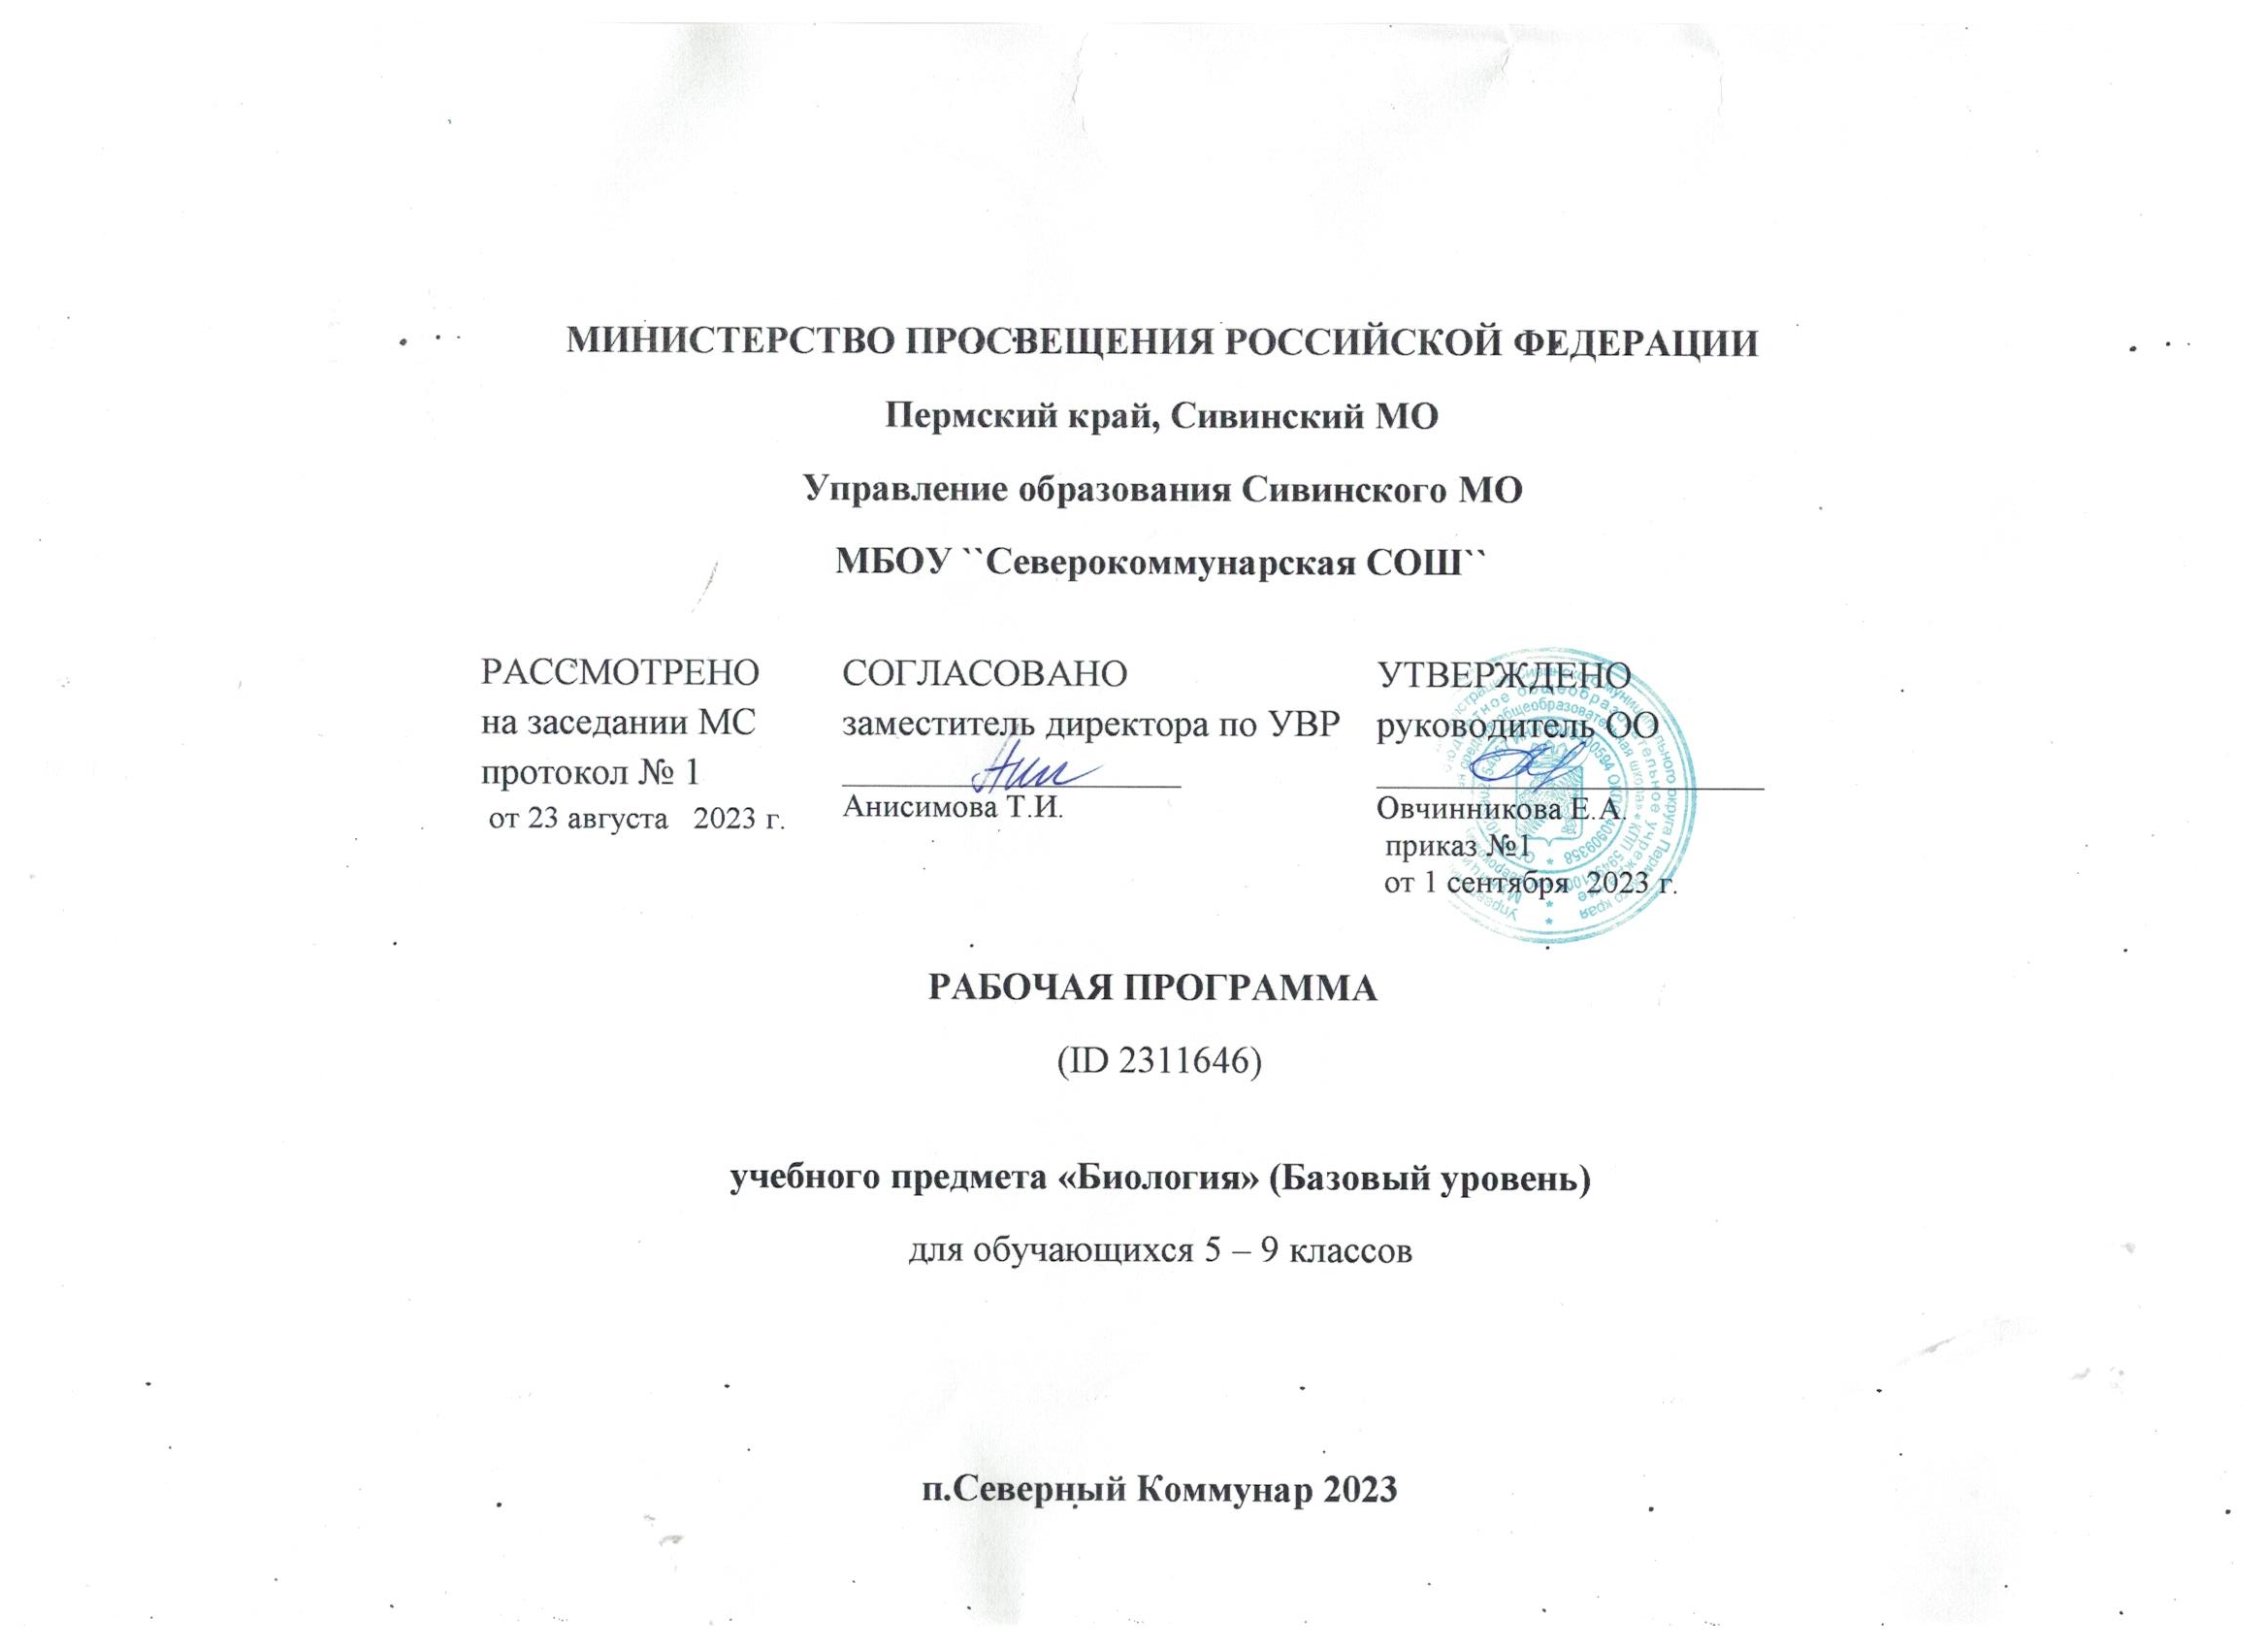 МИНИСТЕРСТВО ПРОСВЕЩЕНИЯ РОССИЙСКОЙ ФЕДЕРАЦИИ
Пермский край, Сивинский МО
Управление образования Сивинского МО
МБОУ ``Северокоммунарская СОШ``
РАССМОТРЕНО
на заседании МС
протокол № 1
от 23 августа 2023 г.
СОГЛАСОВАНО
заместитель директора по УВР
Анисимова Т.И.
УТВЕРЖДЕНО
руководитель ОО
Овчинникова Е.А.
приказ №1
от 1 сентября 2023 г.
РАБОЧАЯ ПРОГРАММА
(ID 2311646)
учебного предмета «Биология» (Базовый уровень)
для обучающихся 5 – 9 классов
п.Северный Коммунар 2023